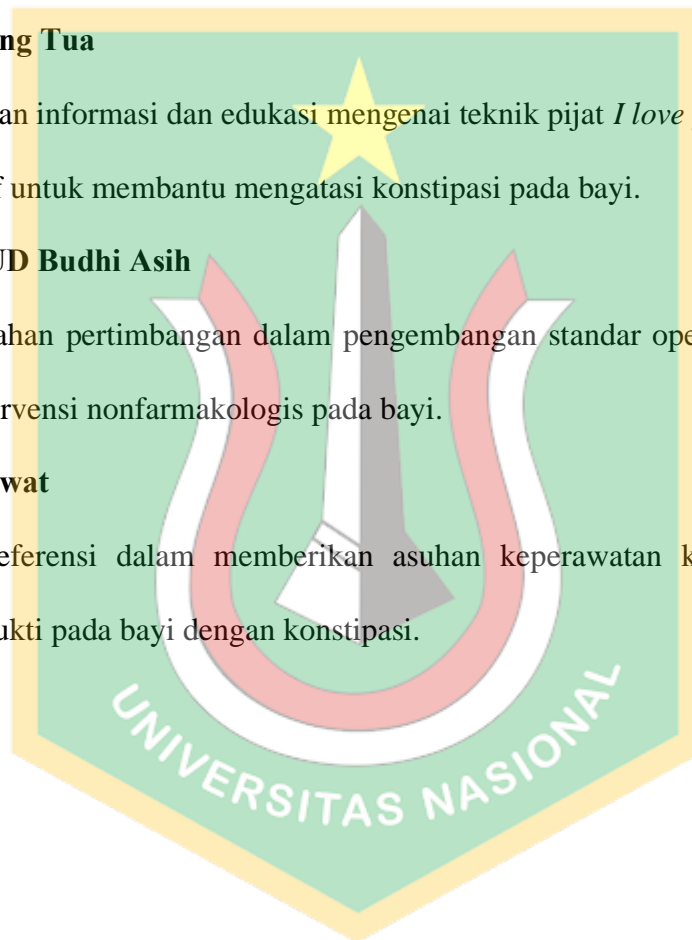 ng Tua
an informasi dan edukasi mengenai teknik pijat I love
f untuk membantu mengatasi konstipasi pada bayi.
UD Budhi Asih
ahan pertimbangan dalam pengembangan standar ope
ervensi nonfarmakologis pada bayi.
wat
eferensi dalam memberikan asuhan keperawatan k
ukti pada bayi dengan konstipasi.
UNIVERSITAS NASIONAL